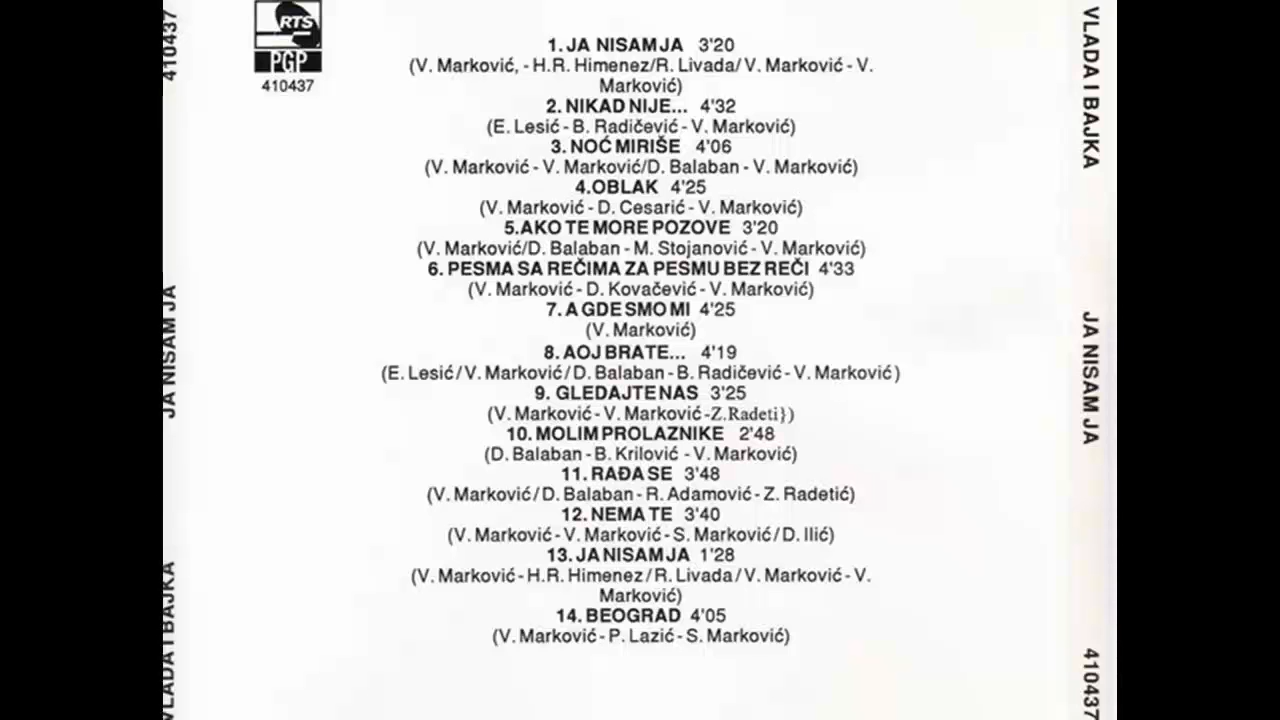 RTS
PGP
410437
1. JA NISAM JA 3'20
(V. Marković, - H.R. Himenez/R. Livada/ V. Marković - V.
Marković)
2. NIKAD NIJE... 4'32
(E. Lesić - B. Radičević - V. Marković)
3. NOĆ MIRIŠE 4'06
(V. Marković - V. Marković/D. Balaban - V. Marković)
4.OBLAK 4'25
(V. Marković - D. Cesarić - V. Marković)
5.AKO TE MORE POZOVE 3'20
(V. Marković/D. Balaban - M. Stojanović - V. Marković)
6. PESMA SA REČIMA ZA PESMU BEZ REČI 4'33
(V. Marković - D. Kovačević - V. Marković)
7. A GDE SMO MI 4'25
(V. Marković)
8. AOJ BRATE... 4'19
(E. Lesić/V. Marković/D. Balaban - B. Radičević - V. Marković)
9. GLEDAJTE NAS 3'25
(V. Marković - V. Marković -Z.Radeti})
10. MOLIM PROLAZNIKE 2'48
(D. Balaban - B. Krilović - V. Marković)
11. RAĐA SE 3'48
(V. Marković/D. Balaban - R. Adamović - Z. Radetić)
12. NEMA TE 3'40
(V. Marković - V. Marković - S. Marković/D. Ilić)
13. JA NISAM JA 1'28
(V. Marković - H.R. Himenez/R. Livada/V. Marković - V.
Marković)
14. BEOGRAD 4'05
(V. Marković - P. Lazić - S. Marković)
VLADA I BAJKA
JA NISAM JA
410437
VLADA I BAJKA
JA NISAM JA
410437